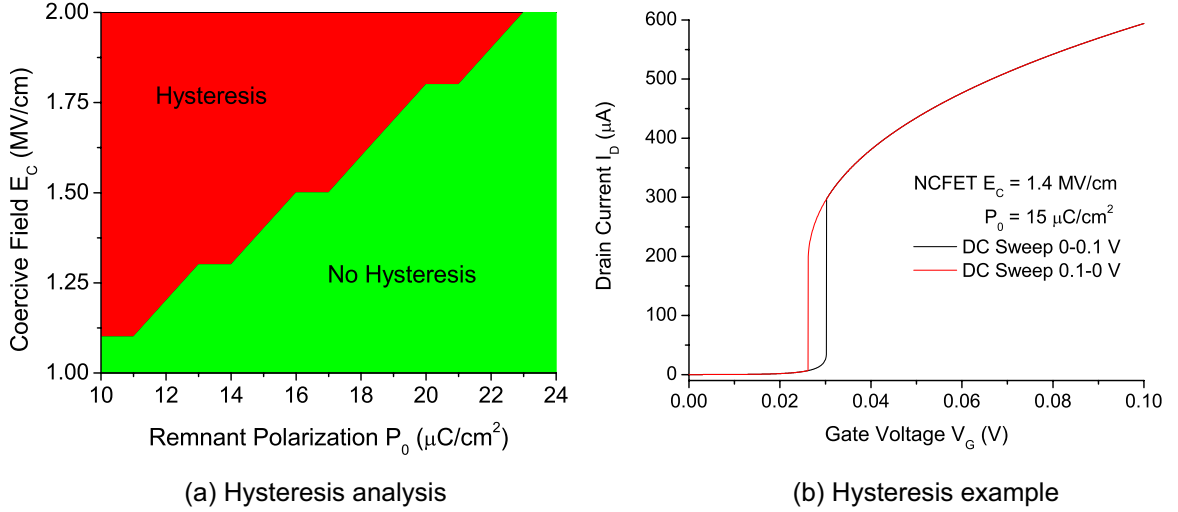 2.00
1.75
1.50
1.25
1.00
Coercive Field E_C (MV/cm)
Hysteresis
No Hysteresis
10 12 14 16 18 20 22 24
Remnant Polarization P_0 (μC/cm²)
(a) Hysteresis analysis
600
500
400
300
200
100
0
Drain Current I_D (μA)
NCFET E_C = 1.4 MV/cm
P_0 = 15 μC/cm²
DC Sweep 0-0.1 V
DC Sweep 0.1-0 V
0.00 0.02 0.04 0.06 0.08 0.10
Gate Voltage V_G (V)
(b) Hysteresis example